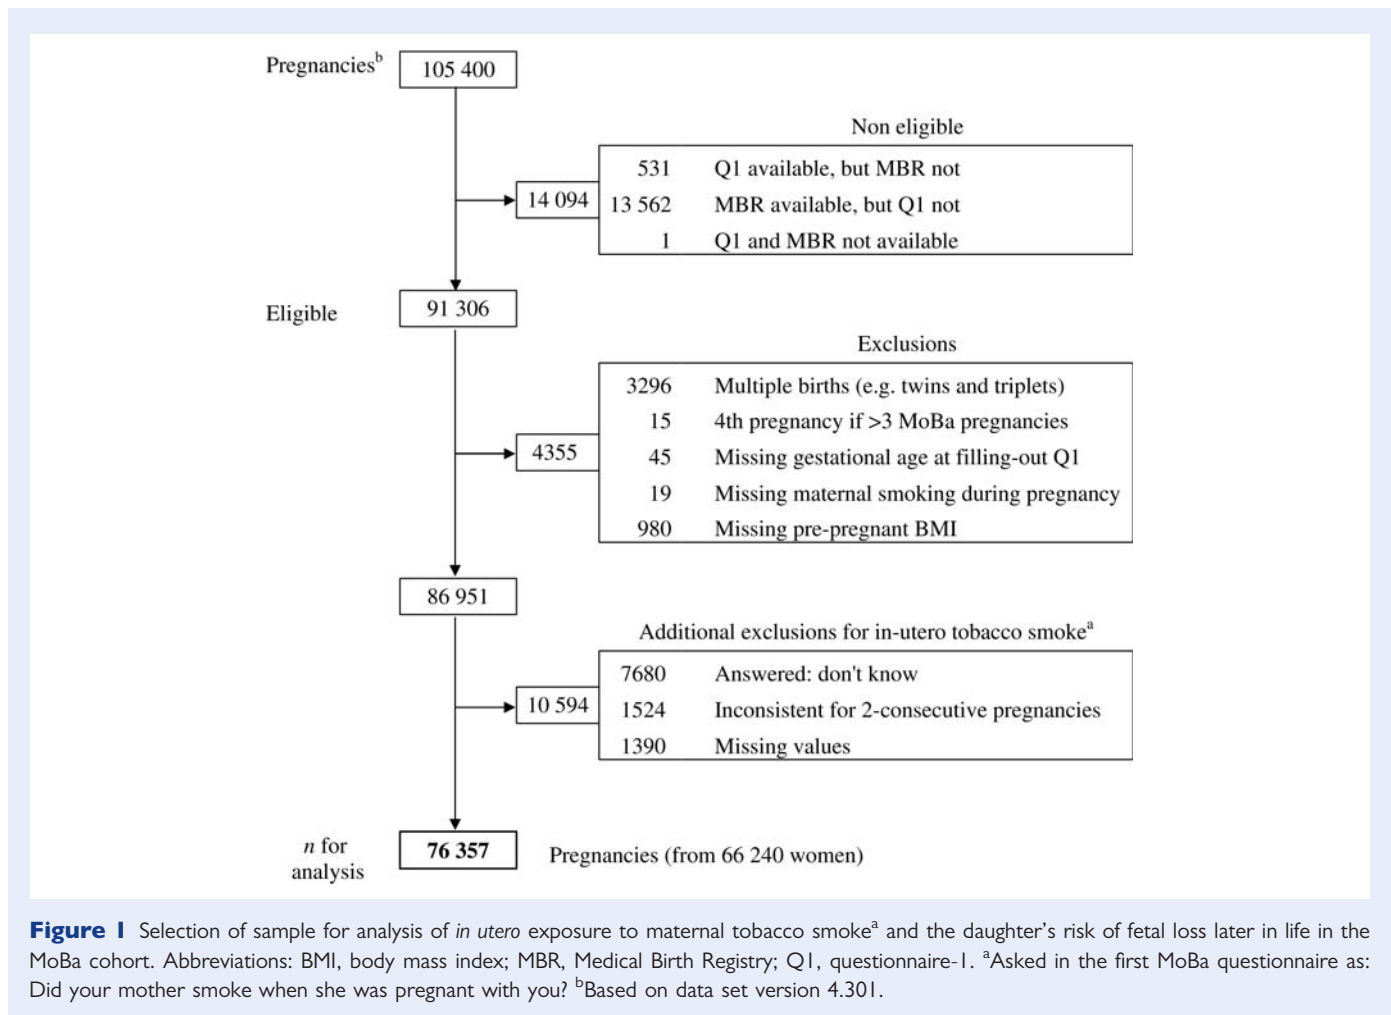 Pregnanciesᵇ 105 400
Non eligible
14 094
531 Q1 available, but MBR not
13 562 MBR available, but Q1 not
1 Q1 and MBR not available
Eligible 91 306
Exclusions
4355
3296 Multiple births (e.g. twins and triplets)
15 4th pregnancy if >3 MoBa pregnancies
45 Missing gestational age at filling-out Q1
19 Missing maternal smoking during pregnancy
980 Missing pre-pregnant BMI
86 951
Additional exclusions for in-utero tobacco smokeᵃ
10 594
7680 Answered: don't know
1524 Inconsistent for 2-consecutive pregnancies
1390 Missing values
n for
analysis
76 357 Pregnancies (from 66 240 women)
Figure 1 Selection of sample for analysis of in utero exposure to maternal tobacco smokeᵃ and the daughter's risk of fetal loss later in life in the
MoBa cohort. Abbreviations: BMI, body mass index; MBR, Medical Birth Registry; Q1, questionnaire-1. ᵃAsked in the first MoBa questionnaire as:
Did your mother smoke when she was pregnant with you? ᵇBased on data set version 4.301.